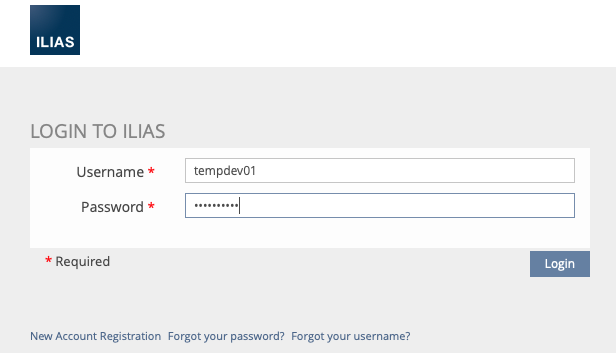 ILIAS
LOGIN TO ILIAS
Username *
tempdev01
Password *
••••••••••
* Required
Login
New Account Registration Forgot your password? Forgot your username?